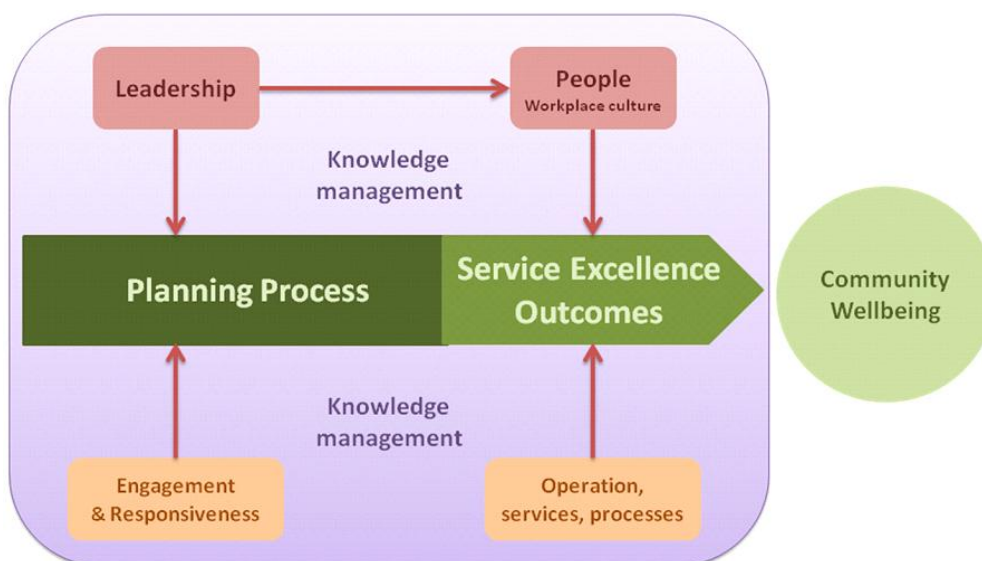 Leadership
People
Workplace culture
Knowledge
management
Planning Process
Service Excellence
Outcomes
Community
Wellbeing
Knowledge
management
Engagement
& Responsiveness
Operation,
services, processes